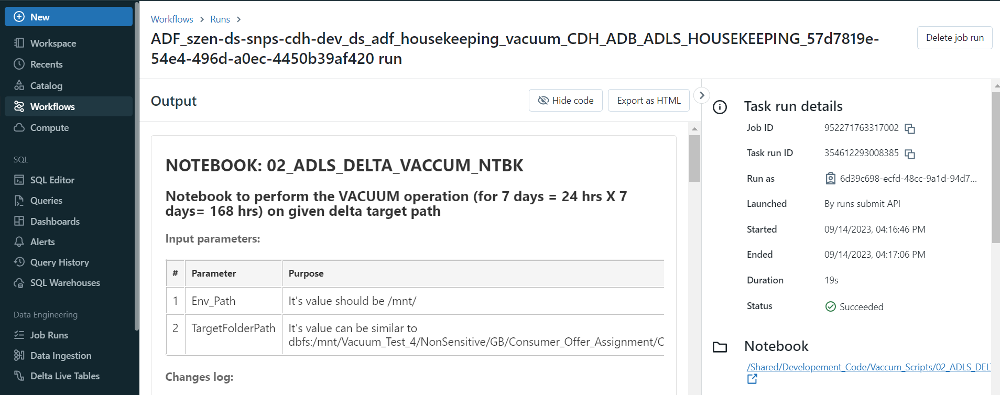 New
Workspace
Recents
Catalog
Workflows
Compute
SQL
SQL Editor
Queries
Dashboards
Alerts
Query History
SQL Warehouses
Data Engineering
Job Runs
Data Ingestion
Delta Live Tables
Workflows > Runs >
ADF_szen-ds-snps-cdh-dev_ds_adf_housekeeping_vacuum_CDH_ADB_ADLS_HOUSEKEEPING_57d7819e-
54e4-496d-a0ec-4450b39af420 run
Delete job run
Output
Hide code
Export as HTML
NOTEBOOK: 02_ADLS_DELTA_VACCUM_NTBK
Notebook to perform the VACUUM operation (for 7 days = 24 hrs X 7
days= 168 hrs) on given delta target path
Input parameters:
# Parameter Purpose
1 Env_Path It's value should be /mnt/
2 TargetFolderPath It's value can be similar to
dbfs:/mnt/Vacuum_Test_4/NonSensitive/GB/Consumer_Offer_Assignment/C
Changes log:
Task run details
Job ID 952271763317002
Task run ID 354612293008385
Run as 6d39c698-ecfd-48cc-9a1d-94d7...
Launched By runs submit API
Started 09/14/2023, 04:16:46 PM
Ended 09/14/2023, 04:17:06 PM
Duration 19s
Status Succeeded
Notebook
/Shared/Developement_Code/Vaccum_Scripts/02_ADLS_DEL